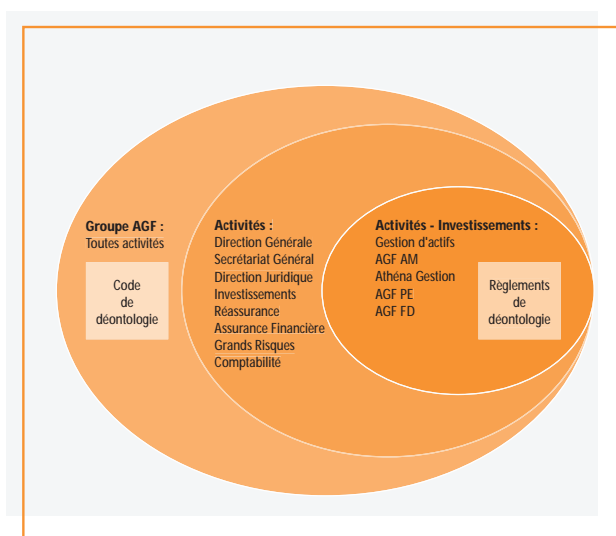 Groupe AGF :
Toutes activités
Code
de
déontologie
Activités :
Direction Générale
Secrétariat Général
Direction Juridique
Investissements
Réassurance
Assurance Financière
Grands Risques
Comptabilité
Activités - Investissements :
Gestion d'actifs
AGF AM
Athéna Gestion
AGF PE
AGF FD
Règlements
de
déontologie